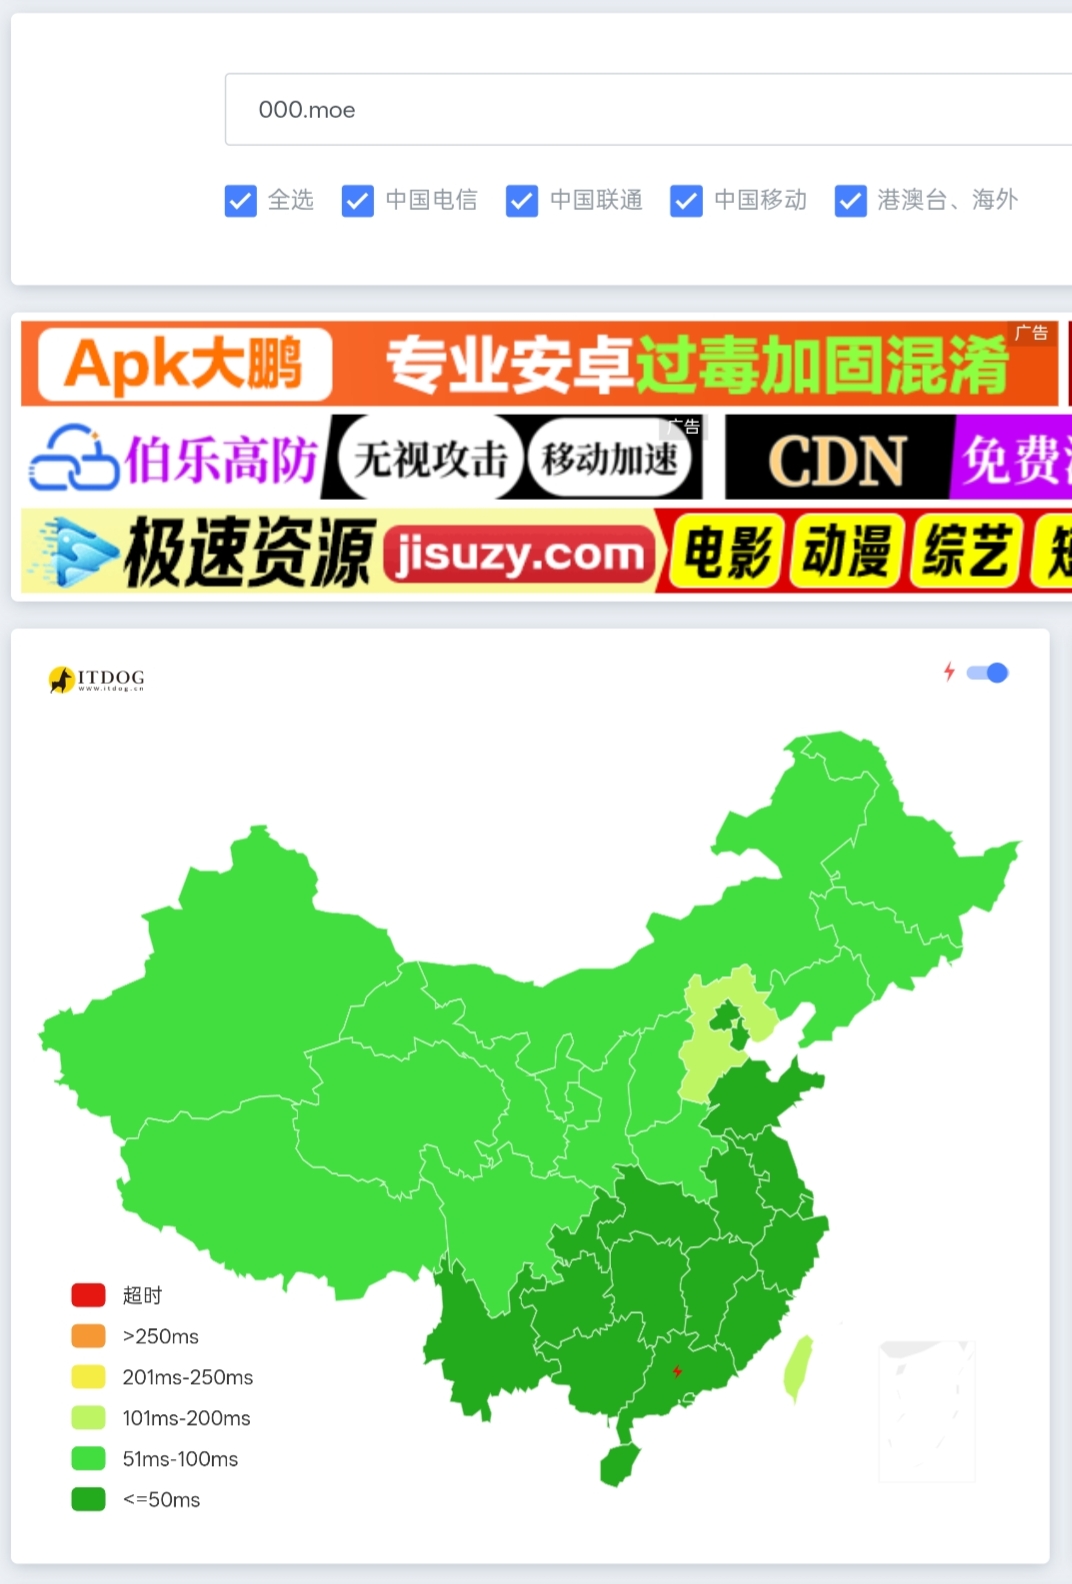 000.moe
全选 中国电信 中国联通 中国移动 港澳台、海外
Apk大鹏 专业安卓过毒加固混淆 广告
伯乐高防 无视攻击 移动加速 广告 CDN 免费
极速资源 jisuzy.com 电影 动漫 综艺
ITDOG
www.itdog.cn
超时
>250ms
201ms-250ms
101ms-200ms
51ms-100ms
<=50ms